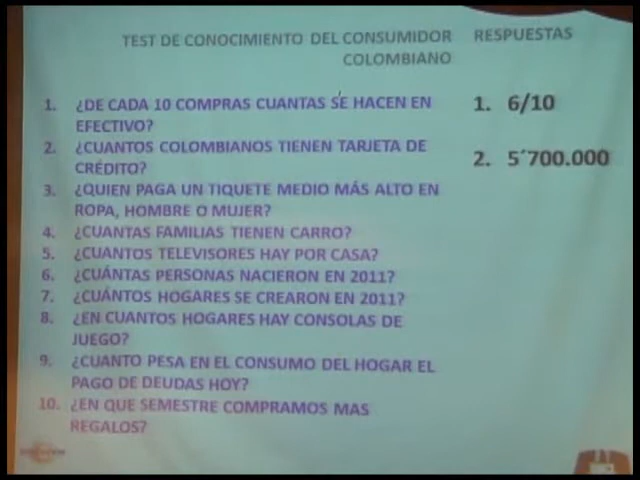 TEST DE CONOCIMIENTO DEL CONSUMIDOR COLOMBIANO
RESPUESTAS
1. ¿DE CADA 10 COMPRAS CUANTAS SE HACEN EN
EFECTIVO?
2. ¿CUANTOS COLOMBIANOS TIENEN TARJETA DE
CRÉDITO?
3. ¿QUIEN PAGA UN TIQUETE MEDIO MÁS ALTO EN
ROPA, HOMBRE O MUJER?
4. ¿CUANTAS FAMILIAS TIENEN CARRO?
5. ¿CUANTOS TELEVISORES HAY POR CASA?
6. ¿CUÁNTAS PERSONAS NACIERON EN 2011?
7. ¿CUÁNTOS HOGARES SE CREARON EN 2011?
8. ¿EN CUANTOS HOGARES HAY CONSOLAS DE
JUEGO?
9. ¿CUANTO PESA EN EL CONSUMO DEL HOGAR EL
PAGO DE DEUDAS HOY?
10. ¿EN QUE SEMESTRE COMPRAMOS MAS
REGALOS?
1. 6/10
2. 5´700.000